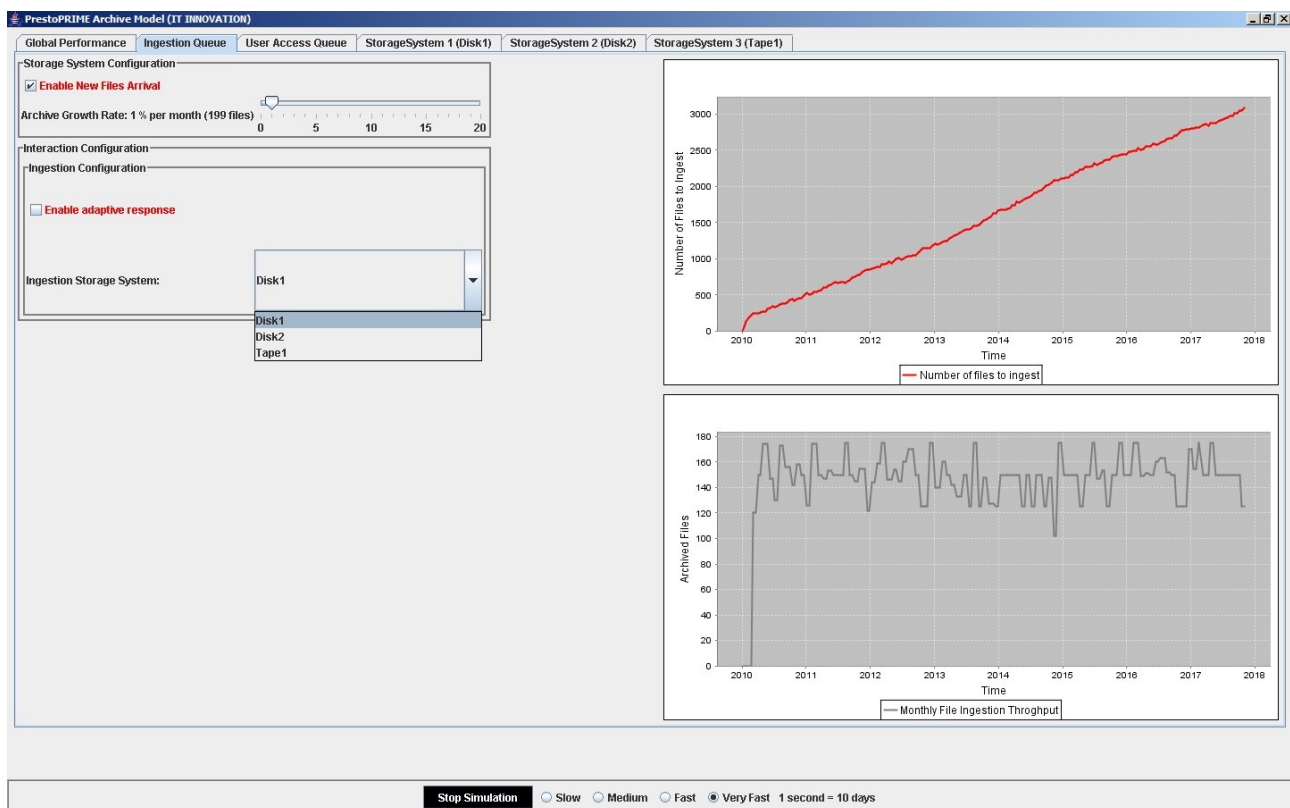 PrestoPRIME Archive Model (IT INNOVATION)
Global Performance Ingestion Queue User Access Queue StorageSystem 1 (Disk1) StorageSystem 2 (Disk2) StorageSystem 3 (Tape1)
Storage System Configuration
Enable New Files Arrival
Archive Growth Rate: 1 % per month (199 files)
0 5 10 15 20
Interaction Configuration
Ingestion Configuration
Enable adaptive response
Ingestion Storage System:
Disk1
Disk1
Disk2
Tape1
Number of Files to Ingest
3000
2500
2000
1500
1000
500
0
2010 2011 2012 2013 2014 2015 2016 2017 2018
Time
Number of files to ingest
Archived Files
180
160
140
120
100
80
60
40
20
0
2010 2011 2012 2013 2014 2015 2016 2017 2018
Time
Monthly File Ingestion Throghput
Stop Simulation Slow Medium Fast Very Fast 1 second = 10 days